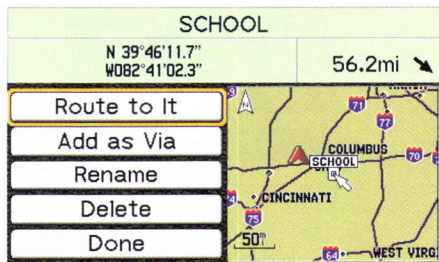 SCHOOL
N 39°46'11.7"
W082°41'02.3"
56.2mi
Route to It
Add as Via
Rename
Delete
Done
71
77
COLUMBUS
SCHOOL
70
CINCINNATI
75
50
64
WEST VIRG